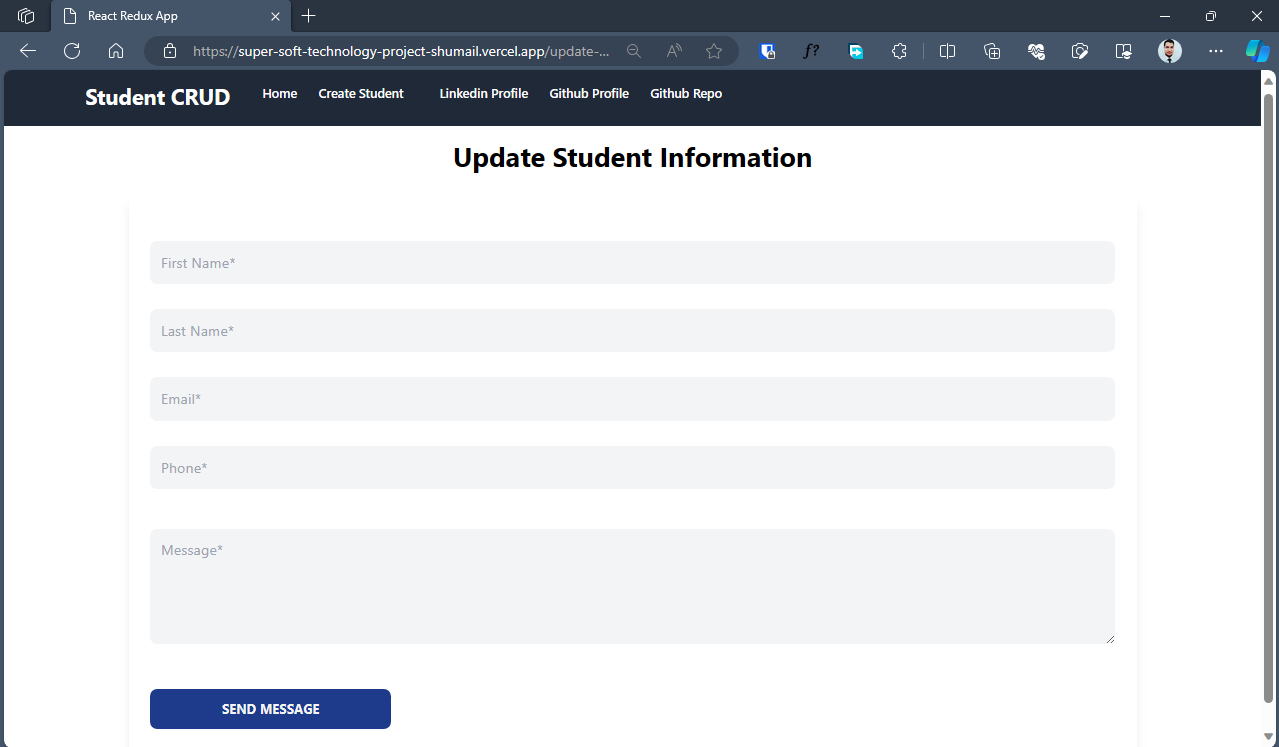 React Redux App
https://super-soft-technology-project-shumail.vercel.app/update-...
f?
Student CRUD Home Create Student Linkedin Profile Github Profile Github Repo
Update Student Information
First Name*
Last Name*
Email*
Phone*
Message*
SEND MESSAGE